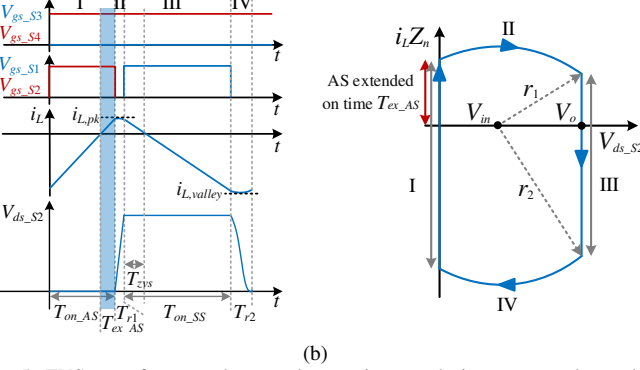 I II III IV
V_gs_S3
V_gs_S4
t
V_gs_S1
V_gs_S2
t
i_L
i_L,pk
t
i_L,valley
V_ds_S2
T_zvs
t
T_on_AS T_r1 T_on_SS T_r2
T_ex_AS
i_L Z_n
II
AS extended
on time T_ex_AS
r_1
V_in
V_o
V_ds_S2
I
III
r_2
IV
(b)